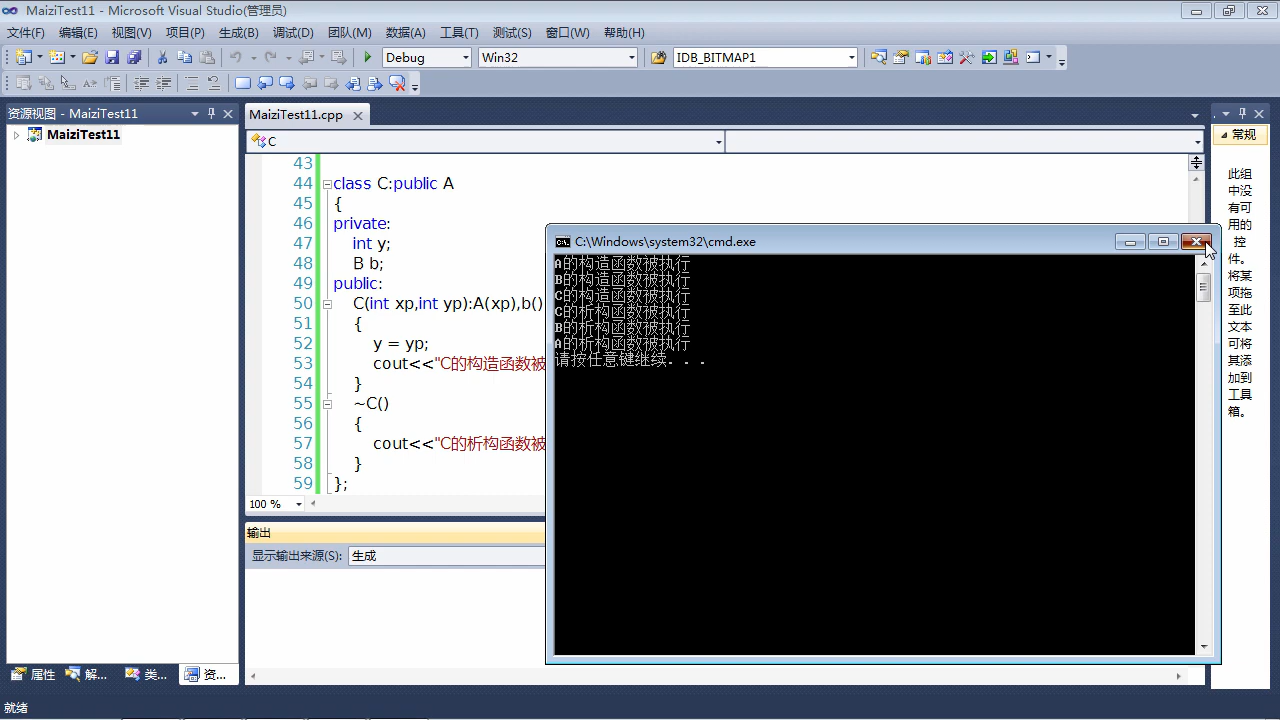 MaiziTest11 - Microsoft Visual Studio(管理员)
文件(F) 编辑(E) 视图(V) 项目(P) 生成(B) 调试(D) 团队(M) 数据(A) 工具(T) 测试(S) 窗口(W) 帮助(H)
Debug Win32 IDB_BITMAP1
资源视图 - MaiziTest11
MaiziTest11
MaiziTest11.cpp
C
43
44 class C:public A
45 {
46 private:
47 int y;
48 B b;
49 public:
50 C(int xp,int yp):A(xp),b()
51 {
52 y = yp;
53 cout<<"C的构造函数被
54 }
55 ~C()
56 {
57 cout<<"C的析构函数被
58 }
59 };
100 %
输出
显示输出来源(S): 生成
C:\Windows\system32\cmd.exe
A的构造函数被执行
B的构造函数被执行
C的构造函数被执行
C的析构函数被执行
B的析构函数被执行
A的析构函数被执行
请按任意键继续. . .
常规
此组
中没
有可
用的
控
件。
将某
项拖
至此
文本
可将
其添
加到
工具
箱。
属性 解... 类... 资...
就绪